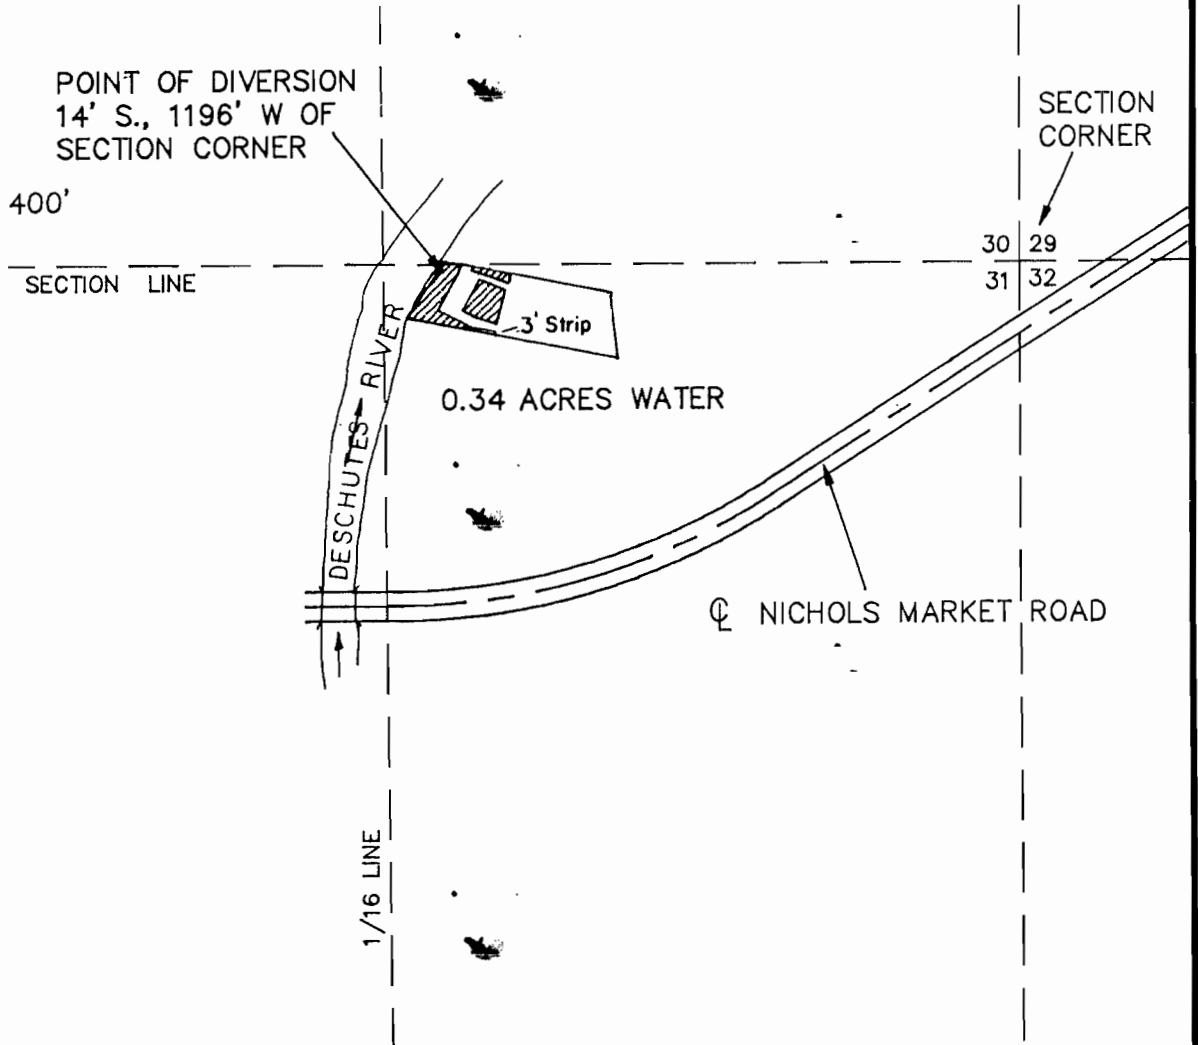 POINT OF DIVERSION
14' S., 1196' W OF
SECTION CORNER
SECTION
CORNER
400'
30 29
31 32
SECTION LINE
3' Strip
DESCHUTES RIVER
0.34 ACRES WATER
℄ NICHOLS MARKET ROAD
1/16 LINE